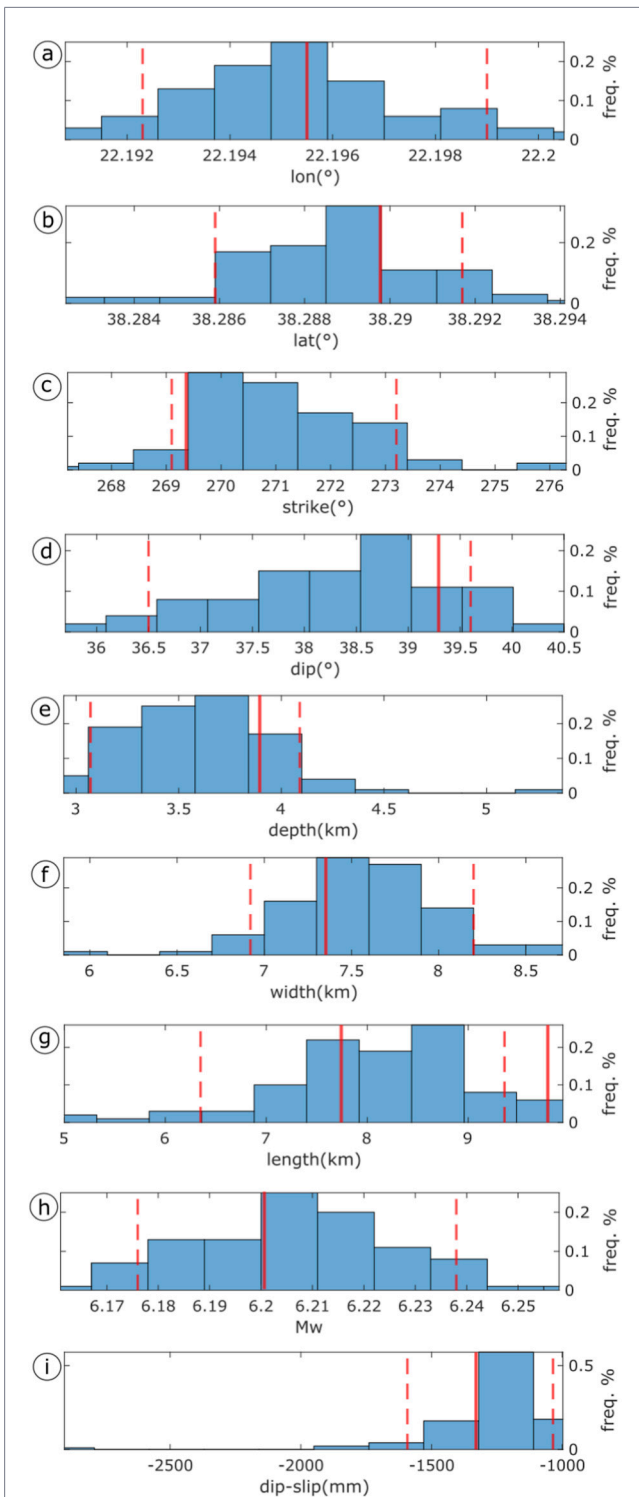 a
0.2
0.1
0
freq. %
22.192 22.194 22.196 22.198 22.2
lon(°)
b
0.2
0
freq. %
38.284 38.286 38.288 38.29 38.292 38.294
lat(°)
c
0.2
0.1
0
freq. %
268 269 270 271 272 273 274 275 276
strike(°)
d
0.2
0.1
0
freq. %
36 36.5 37 37.5 38 38.5 39 39.5 40 40.5
dip(°)
e
0.2
0.1
0
freq. %
3 3.5 4 4.5 5
depth(km)
f
0.2
0.1
0
freq. %
6 6.5 7 7.5 8 8.5
width(km)
g
0.2
0.1
0
freq. %
5 6 7 8 9
length(km)
h
0.2
0.1
0
freq. %
6.17 6.18 6.19 6.2 6.21 6.22 6.23 6.24 6.25
Mw
i
0.5
0
freq. %
-2500 -2000 -1500 -1000
dip-slip(mm)